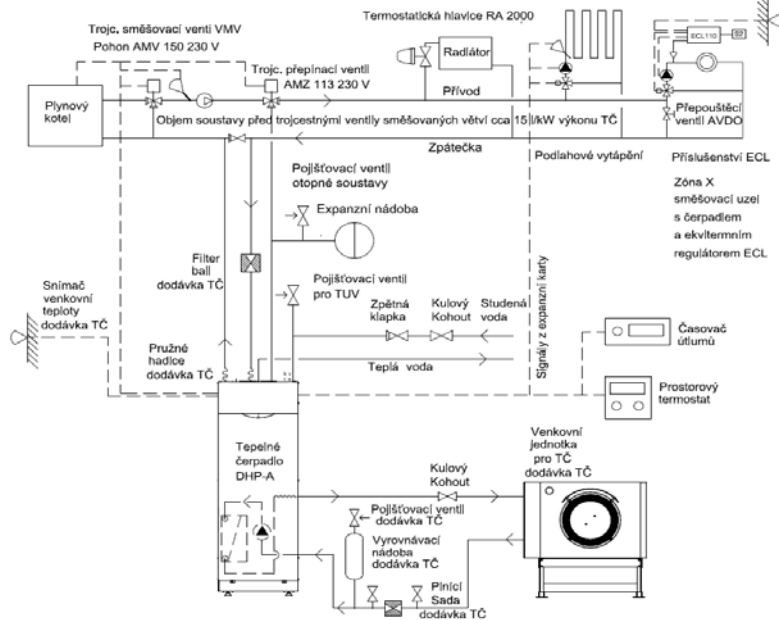 Trojc. směšovací venti VMV
Pohon AMV 150 230 V
Termostatická hlavice RA 2000
Trojc. přepínací ventil
AMZ 113 230 V
Radiátor
ECL110
Plynový
kotel
Přívod
Přepouštěcí
ventil AVDO
Objem soustavy před trojcestnými ventily směšovaných větví cca 15 l/kW výkonu TČ
Zpátečka
Podlahové vytápění
Příslušenství ECL
Zóna X
směšovací uzel
s čerpadlem
a ekvitermním
regulátorem ECL
Pojišťovací ventil
otopné soustavy
Expanzní nádoba
Filter
ball
dodávka TČ
Pojišťovací ventil
pro TUV
Snímač
venkovní
teploty
dodávka TČ
Zpětná
klapka
Kulový
Kohout
Studená
voda
Pružné
hadice
dodávka TČ
Teplá voda
Signály z expanzní karty
Časovač
útlumů
Prostorový
termostat
Tepelné
čerpadlo
DHP-A
Venkovní
jednotka
pro TČ
dodávka TČ
Kulový
Kohout
Pojišťovací ventil
dodávka TČ
Vyrovnávací
nádoba
dodávka TČ
Plnící
Sada
dodávka TČ